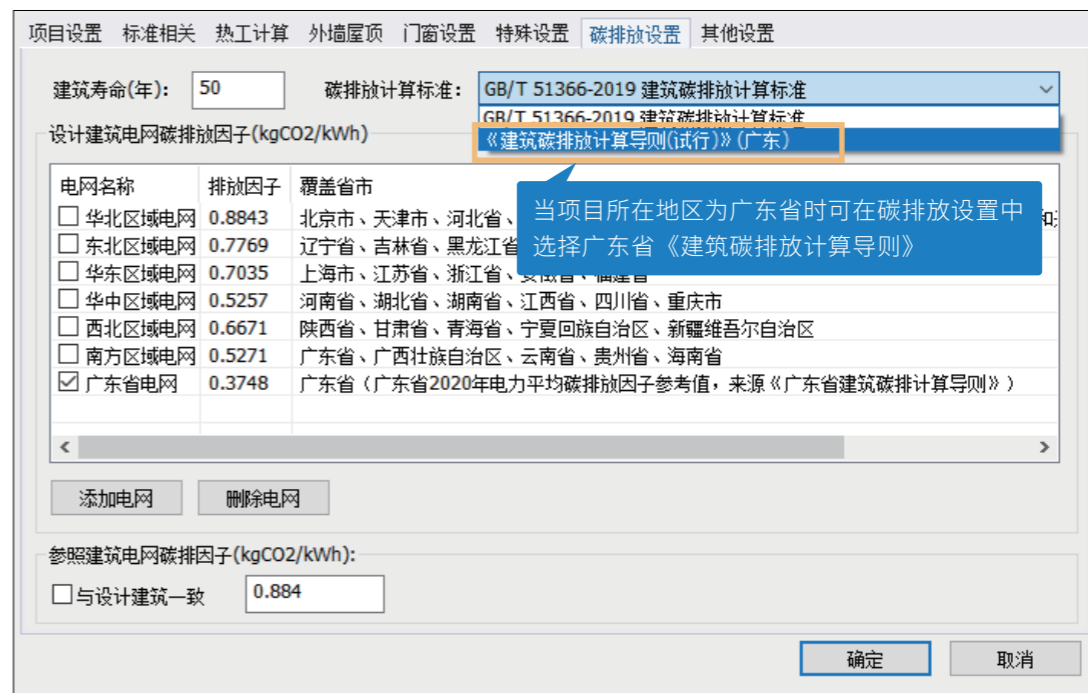 项目设置 标准相关 热工计算 外墙屋顶 门窗设置 特殊设置 碳排放设置 其他设置
建筑寿命(年): 50 碳排放计算标准: GB/T 51366-2019 建筑碳排放计算标准
GB/T 51366-2019 建筑碳排放计算标准
设计建筑电网碳排放因子(kgCO2/kWh)
《建筑碳排放计算导则(试行)》(广东)
当项目所在地区为广东省时可在碳排放设置中
选择广东省《建筑碳排放计算导则》
电网名称 排放因子 覆盖省市
华北区域电网 0.8843 北京市、天津市、河北省、
东北区域电网 0.7769 辽宁省、吉林省、黑龙江省
华东区域电网 0.7035 上海市、江苏省、浙江省、安徽省、福建省
华中区域电网 0.5257 河南省、湖北省、湖南省、江西省、四川省、重庆市
西北区域电网 0.6671 陕西省、甘肃省、青海省、宁夏回族自治区、新疆维吾尔自治区
南方区域电网 0.5271 广东省、广西壮族自治区、云南省、贵州省、海南省
广东省电网 0.3748 广东省（广东省2020年电力平均碳排放因子参考值，来源《广东省建筑碳排计算导则》）
添加电网 删除电网
参照建筑电网碳排因子(kgCO2/kWh):
与设计建筑一致 0.884
确定 取消